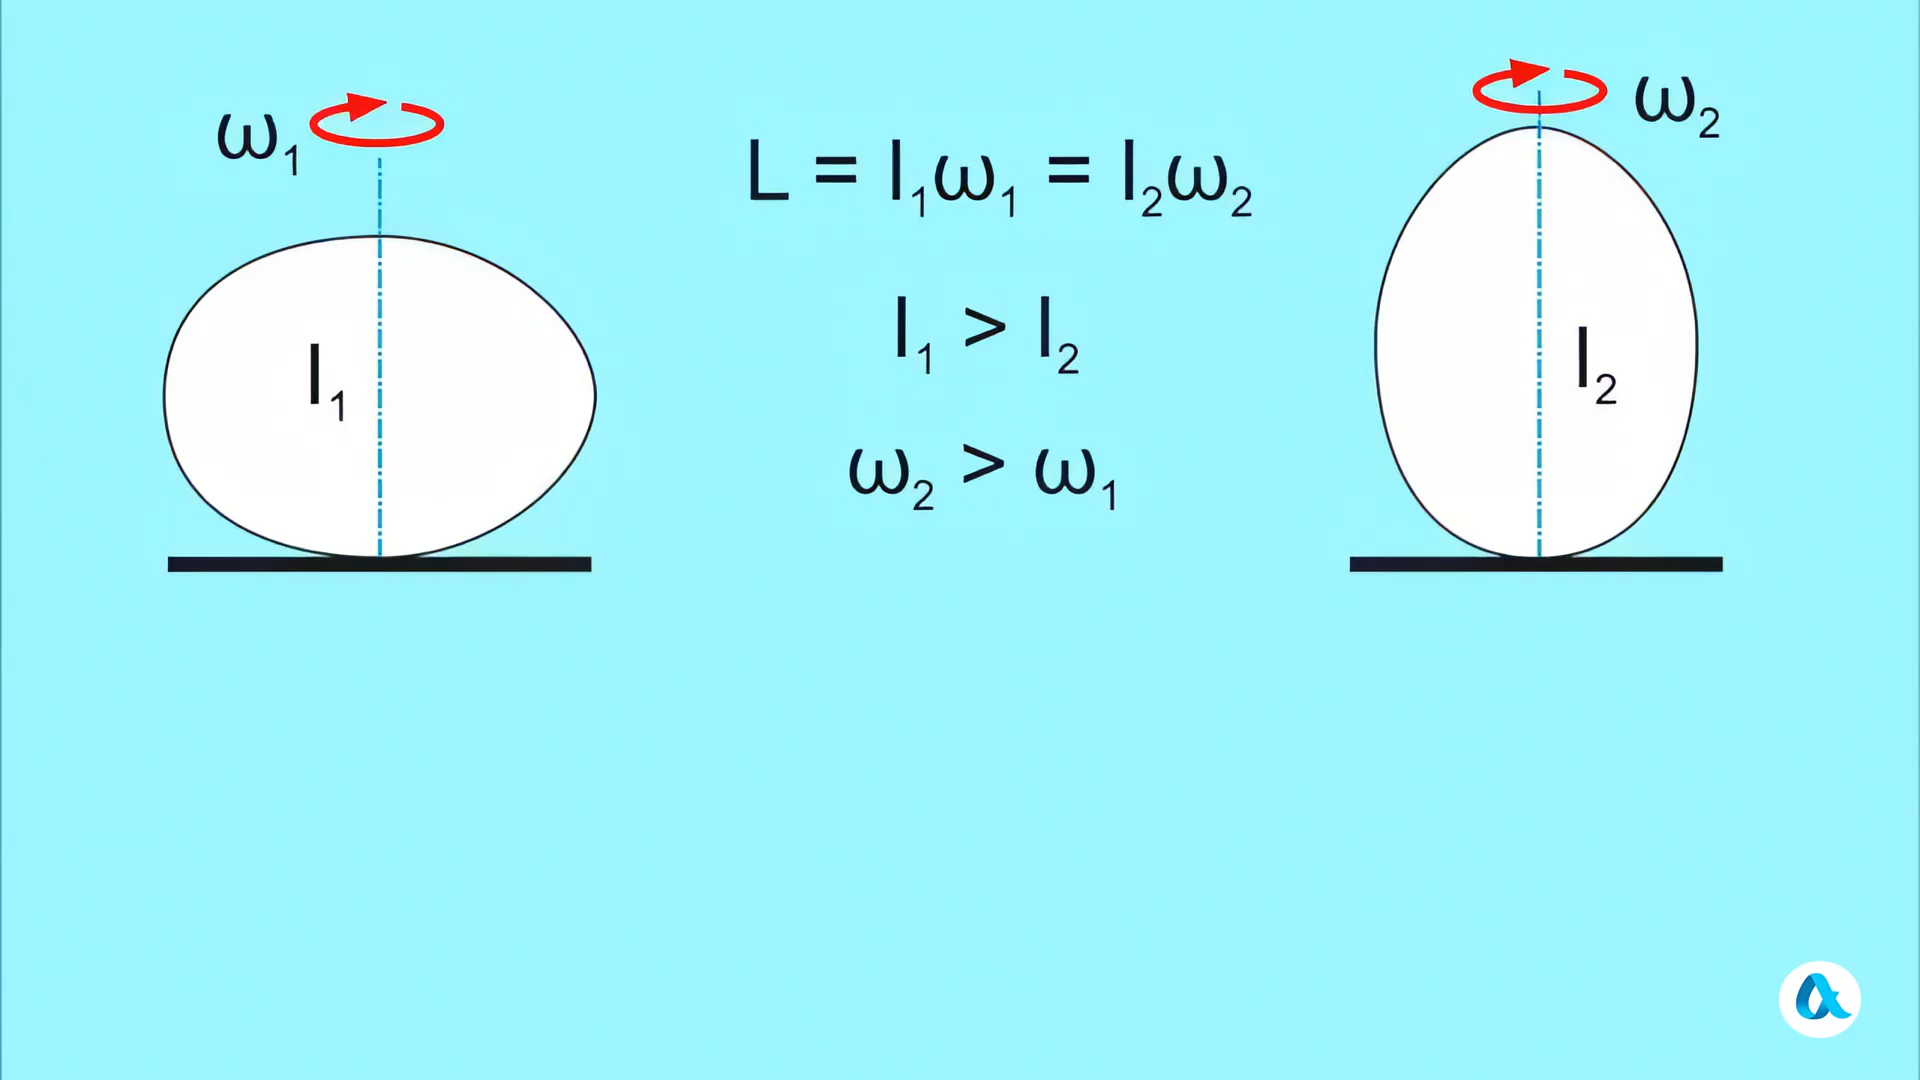 ω₁
L = I₁ω₁ = I₂ω₂
ω₂
I₁ > I₂
ω₂ > ω₁
I₁
I₂